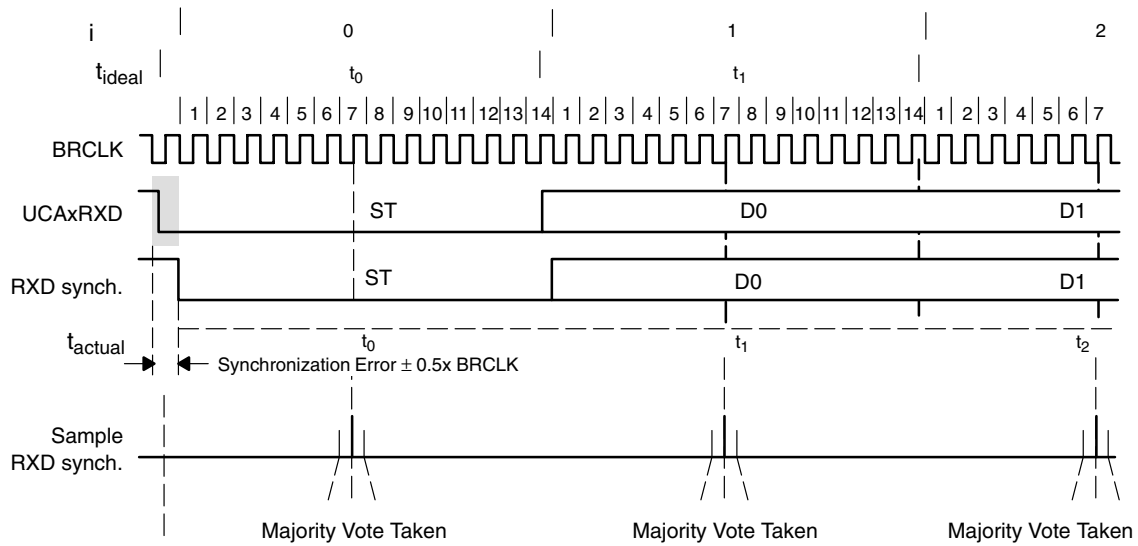 i 0 1 2
tideal t0 t1
1 2 3 4 5 6 7 8 9 10 11 12 13 14 1 2 3 4 5 6 7 8 9 10 11 12 13 14 1 2 3 4 5 6 7
BRCLK
UCAxRXD ST D0 D1
RXD synch. ST D0 D1
tactual t0 t1 t2
Synchronization Error ± 0.5x BRCLK
Sample
RXD synch.
Majority Vote Taken Majority Vote Taken Majority Vote Taken